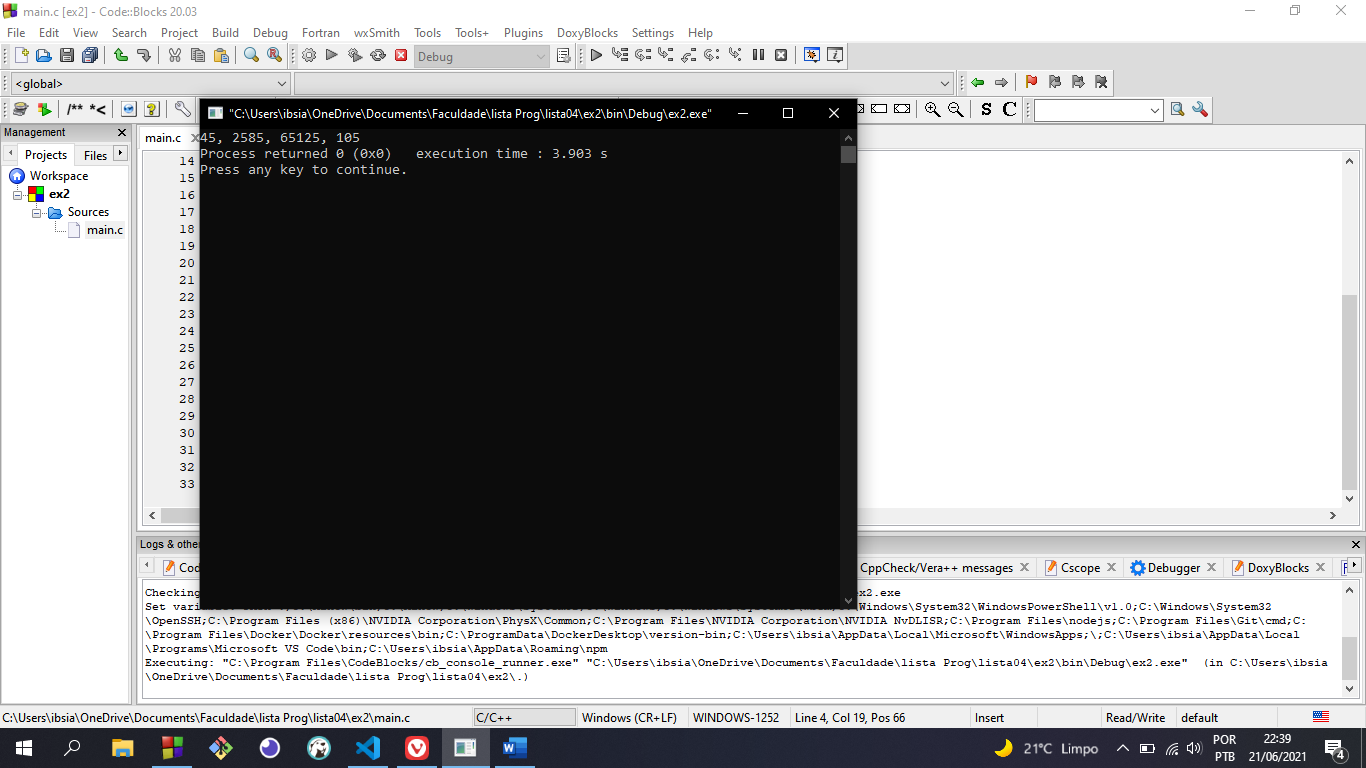 main.c [ex2] - Code::Blocks 20.03
File Edit View Search Project Build Debug Fortran wxSmith Tools Tools+ Plugins DoxyBlocks Settings Help
Debug
<global>
/** *<
S C
Management
Projects Files
Workspace
ex2
Sources
main.c
main.c
14
15
16
17
18
19
20
21
22
23
24
25
26
27
28
29
30
31
32
33
"C:\Users\ibsia\OneDrive\Documents\Faculdade\lista Prog\lista04\ex2\bin\Debug\ex2.exe"
45, 2585, 65125, 105
Process returned 0 (0x0) execution time : 3.903 s
Press any key to continue.
Logs & othe
Cod CppCheck/Vera++ messages Cscope Debugger DoxyBlocks
Checking ex2.exe
Set vari Windows\System32\WindowsPowerShell\v1.0;C:\Windows\System32
\OpenSSH;C:\Program Files (x86)\NVIDIA Corporation\PhysX\Common;C:\Program Files\NVIDIA Corporation\NVIDIA NvDLISR;C:\Program Files\nodejs;C:\Program Files\Git\cmd;C:
\Program Files\Docker\Docker\resources\bin;C:\ProgramData\DockerDesktop\version-bin;C:\Users\ibsia\AppData\Local\Microsoft\WindowsApps;\;C:\Users\ibsia\AppData\Local
\Programs\Microsoft VS Code\bin;C:\Users\ibsia\AppData\Roaming\npm
Executing: "C:\Program Files\CodeBlocks/cb_console_runner.exe" "C:\Users\ibsia\OneDrive\Documents\Faculdade\lista Prog\lista04\ex2\bin\Debug\ex2.exe" (in C:\Users\ibsia
\OneDrive\Documents\Faculdade\lista Prog\lista04\ex2\.)
C:\Users\ibsia\OneDrive\Documents\Faculdade\lista Prog\lista04\ex2\main.c C/C++ Windows (CR+LF) WINDOWS-1252 Line 4, Col 19, Pos 66 Insert Read/Write default
21°C Limpo
POR
PTB
22:39
21/06/2021
4